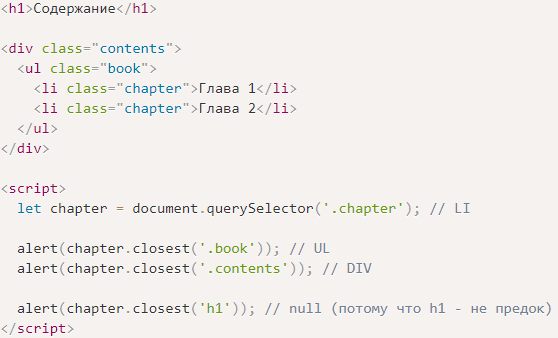 <h1>Содержание</h1>

<div class="contents">
  <ul class="book">
    <li class="chapter">Глава 1</li>
    <li class="chapter">Глава 2</li>
  </ul>
</div>

<script>
  let chapter = document.querySelector('.chapter'); // LI

  alert(chapter.closest('.book')); // UL
  alert(chapter.closest('.contents')); // DIV

  alert(chapter.closest('h1')); // null (потому что h1 - не предок)
</script>